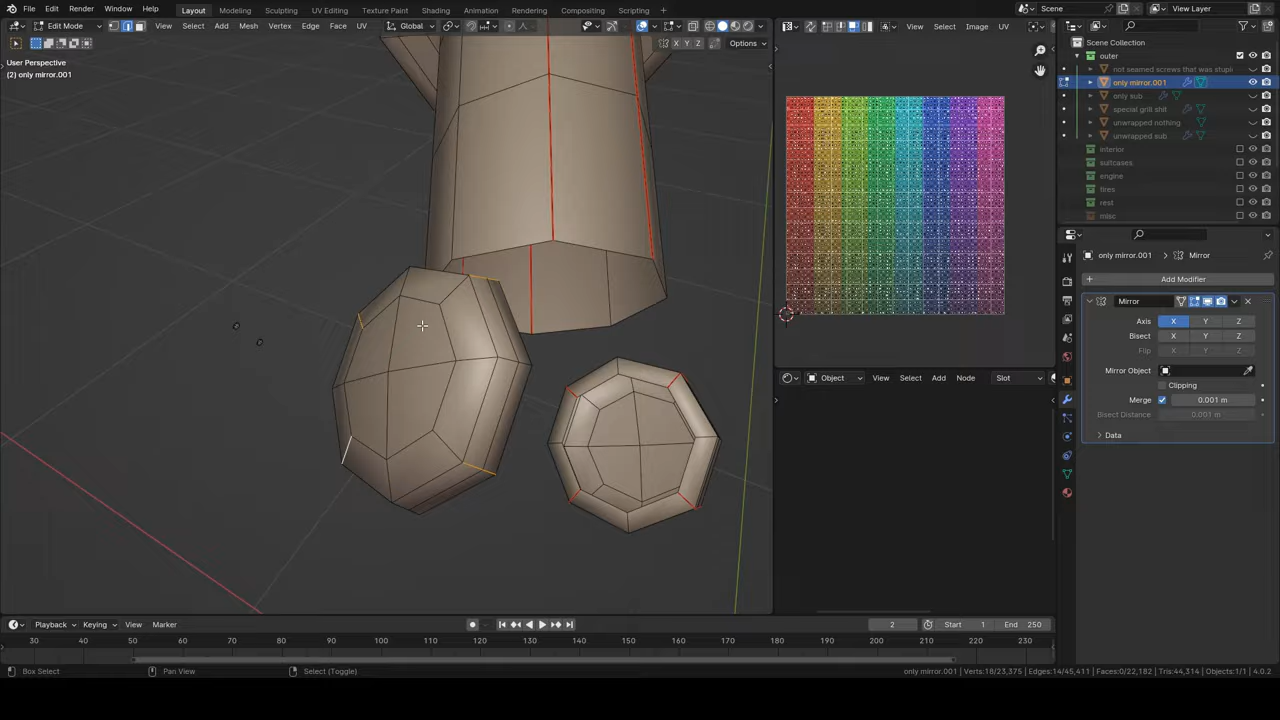 File Edit Render Window Help Layout Modeling Sculpting UV Editing Texture Paint Shading Animation Rendering Compositing Geometry Nodes Scripting + Scene View Layer
Edit Mode View Select Add Mesh Vertex Edge Face UV Global View Select Image UV
X Y Z Options
User Perspective
(2) only mirror.001
Scene Collection
outer
not seamed screws that was stupi
only mirror.001
only sub
special grill shit
unwrapped nothing
unwrapped sub
interior
suitcases
engine
tires
rest
misc
only mirror.001 > Mirror
+ Add Modifier
Mirror
Axis X Y Z
Bisect X Y Z
Flip X Y Z
Mirror Object
Clipping
Merge 0.001 m
Bisect Distance 0.001 m
Data
Object View Select Add Node Slot
Playback Keying View Marker 2 Start 1 End 250
30 40 50 60 70 80 90 100 110 120 130 140 150 160 170 180 190 200 210 220 230 240 250
Box Select Pan View Select (Toggle) only mirror.001 | Verts:18/23,375 | Edges:14/45,411 | Faces:0/22,182 | Tris:44,314 | Objects:1/1 | 4.0.2